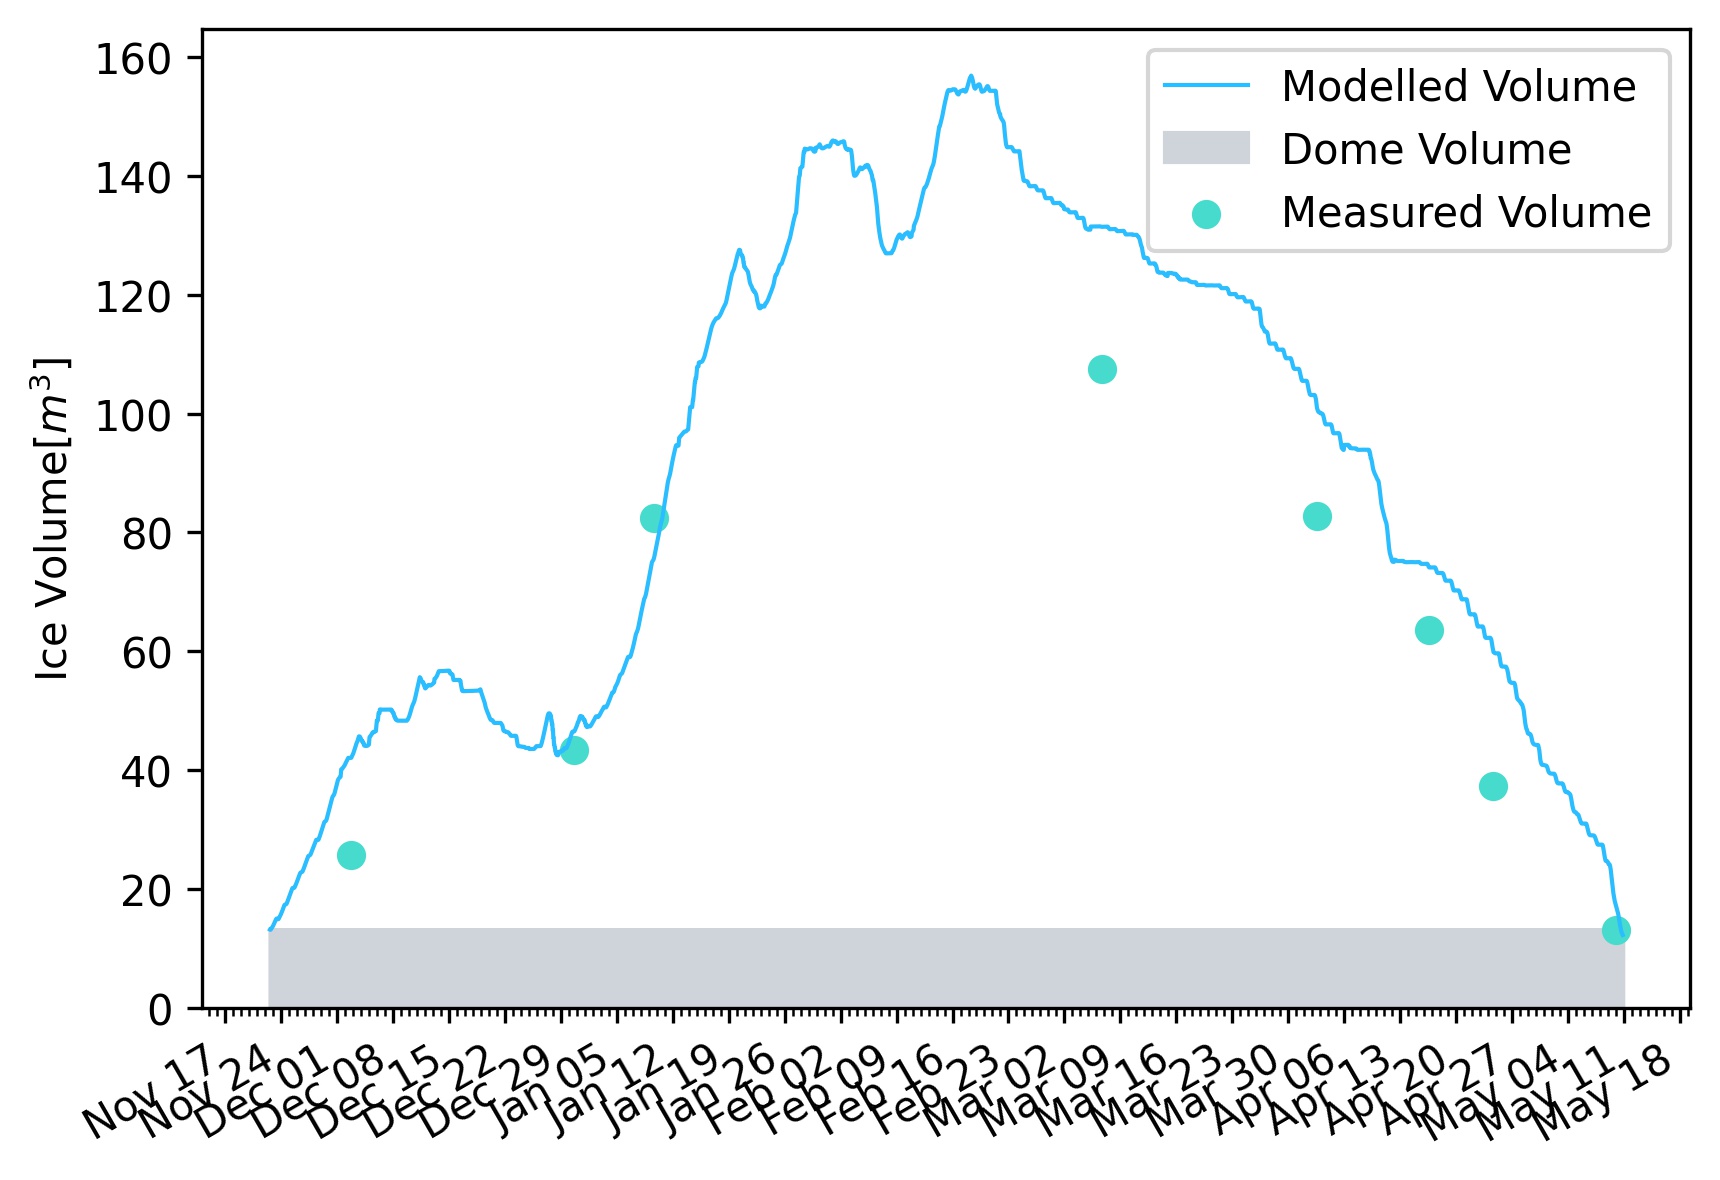 160
140
120
100
80
60
40
20
0
Ice Volume[m³]
Modelled Volume
Dome Volume
Measured Volume
Nov 17
Nov 24
Dec 01
Dec 08
Dec 15
Dec 22
Dec 29
Jan 05
Jan 12
Jan 19
Jan 26
Feb 02
Feb 09
Feb 16
Feb 23
Mar 02
Mar 09
Mar 16
Mar 23
Mar 30
Apr 06
Apr 13
Apr 20
Apr 27
May 04
May 11
May 18